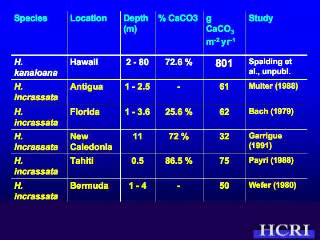 Species Location Depth (m) % CaCO3 g CaCO3 m-2 yr-1 Study
H. kanaloana Hawaii 2 - 80 72.6 % 801 Spalding et al., unpubl.
H. incrassata Antigua 1 - 2.5 - 61 Multer (1988)
H. incrassata Florida 1 - 3.6 25.6 % 62 Bach (1979)
H. incrassata New Caledonia 11 72 % 32 Garrigue (1991)
H. incrassata Tahiti 0.5 86.5 % 75 Payri (1988)
H. incrassata Bermuda 1 - 4 - 50 Wefer (1980)
HCRI